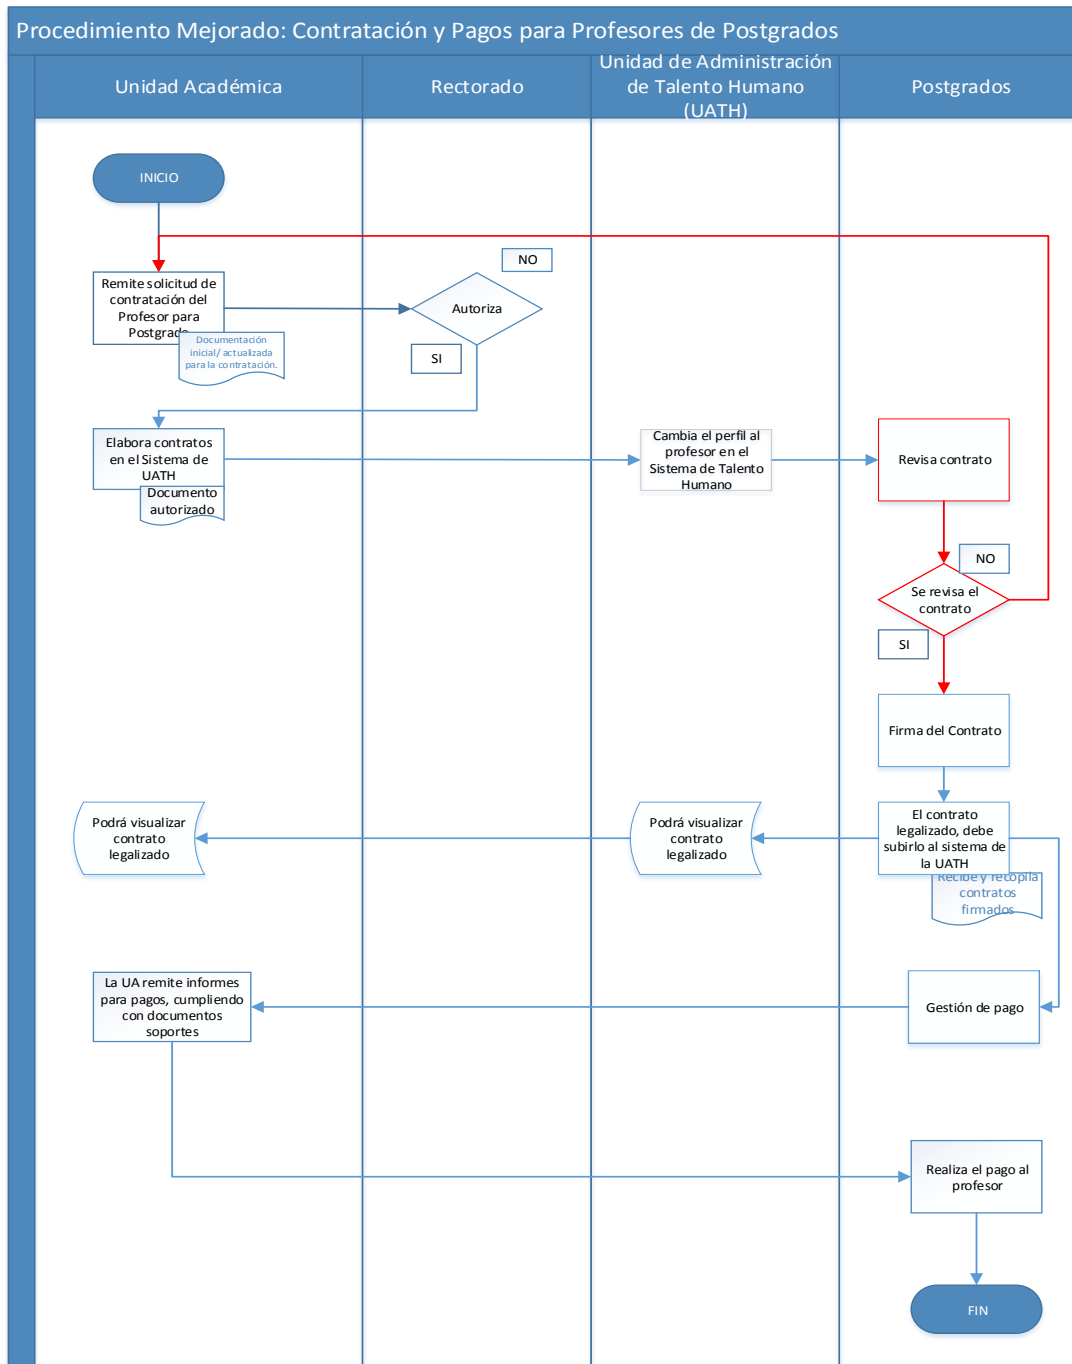 Procedimiento Mejorado: Contratación y Pagos para Profesores de Postgrados
Unidad Académica
Rectorado
Unidad de Administración
de Talento Humano
(UATH)
Postgrados
INICIO
NO
Remite solicitud de
contratación del
Profesor para
Postgrado
Autoriza
Documentación
inicial/ actualizada
para la contratación.
SI
Elabora contratos
en el Sistema de
UATH
Documento
autorizado
Cambia el perfil al
profesor en el
Sistema de Talento
Humano
Revisa contrato
NO
Se revisa el
contrato
SI
Firma del Contrato
Podrá visualizar
contrato
legalizado
Podrá visualizar
contrato
legalizado
El contrato
legalizado, debe
subirlo al sistema de
la UATH
Recibe y recopila
contratos
firmados
La UA remite informes
para pagos, cumpliendo
con documentos
soportes
Gestión de pago
Realiza el pago al
profesor
FIN